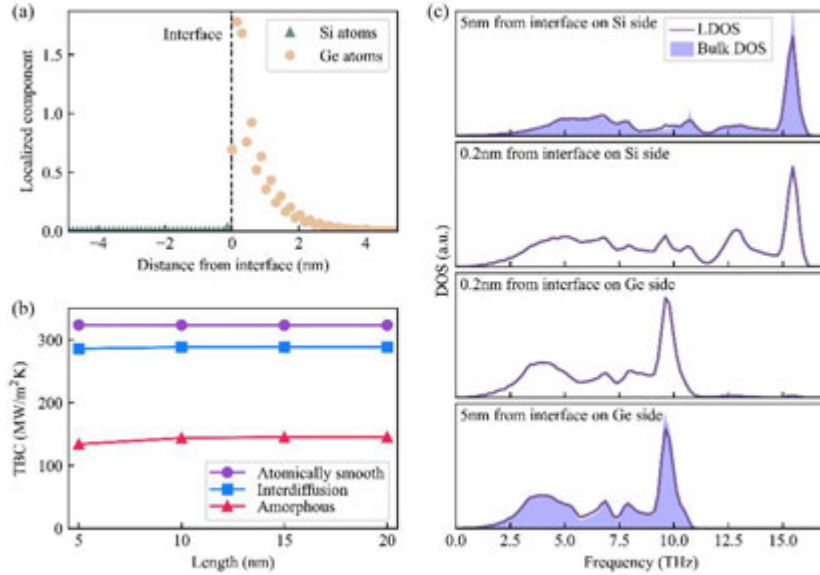 (a)
Interface
Si atoms
Ge atoms
Localized component
1.5
1.0
0.5
0.0
−4 −2 0 2 4
Distance from interface (nm)
(b)
TBC (MW/m²K)
300
200
100
0
Atomically smooth
Interdiffusion
Amorphous
5 10 15 20
Length (nm)
(c)
5nm from interface on Si side
LDOS
Bulk DOS
0.2nm from interface on Si side
DOS (a.u.)
0.2nm from interface on Ge side
5nm from interface on Ge side
0.0 2.5 5.0 7.5 10.0 12.5 15.0
Frequency (THz)